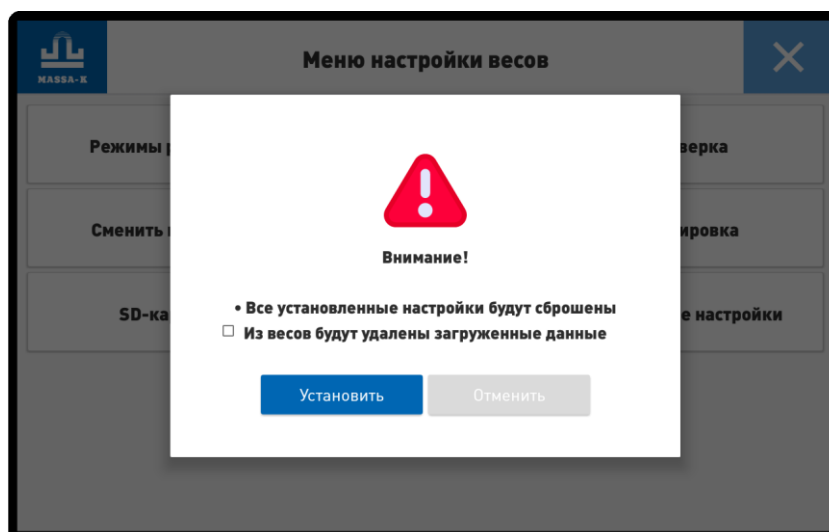 MASSA-K
Меню настройки весов
Режимы
верка
Сменить
ировка
SD-ка
е настройки
Внимание!
• Все установленные настройки будут сброшены
□ Из весов будут удалены загруженные данные
Установить
Отменить